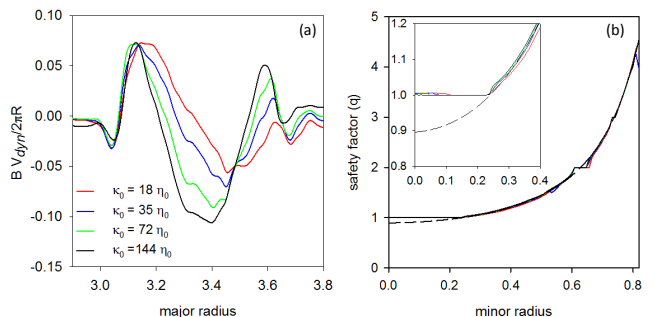 (a)
B V_dyn/2πR
0.10
0.05
0.00
-0.05
-0.10
-0.15
κ₀ = 18 η₀
κ₀ = 35 η₀
κ₀ = 72 η₀
κ₀ =144 η₀
3.0 3.2 3.4 3.6 3.8
major radius
(b)
safety factor (q)
5
4
3
2
1
0
1.2
1.1
1.0
0.9
0.8
0.0 0.1 0.2 0.3 0.4
0.0 0.2 0.4 0.6 0.8
minor radius